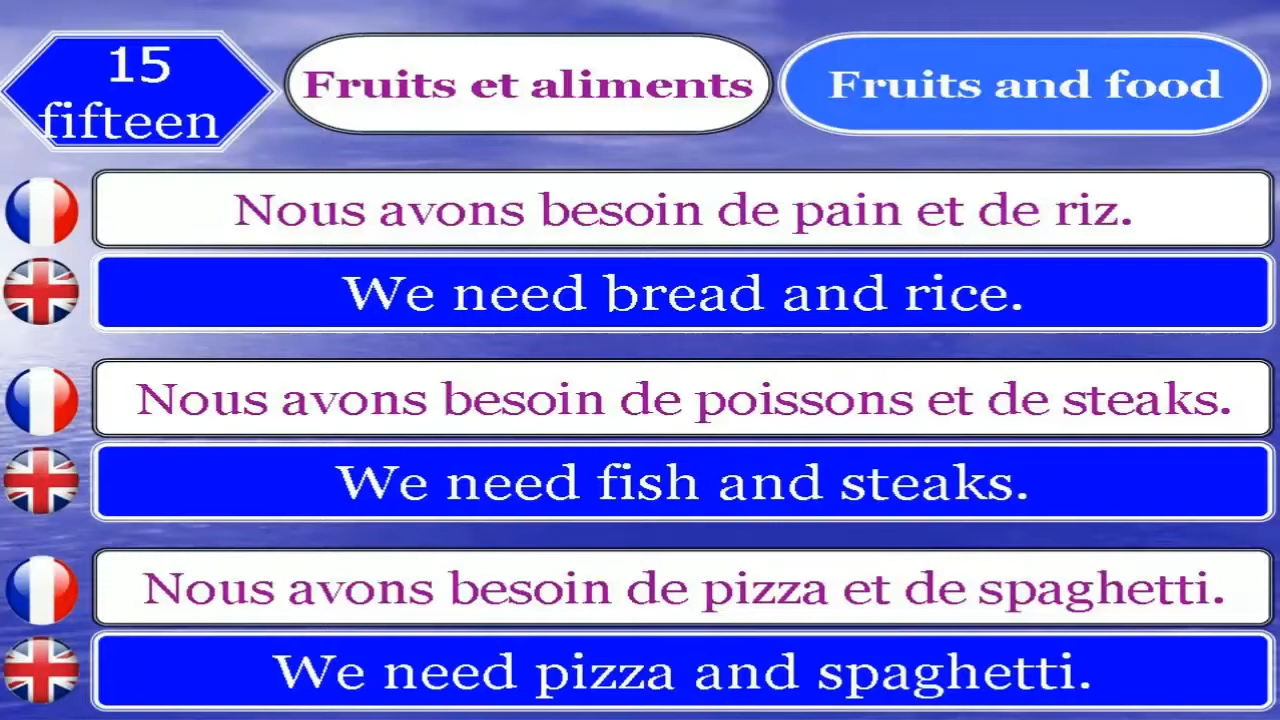 15
fifteen
Fruits et aliments
Fruits and food
Nous avons besoin de pain et de riz.
We need bread and rice.
Nous avons besoin de poissons et de steaks.
We need fish and steaks.
Nous avons besoin de pizza et de spaghetti.
We need pizza and spaghetti.